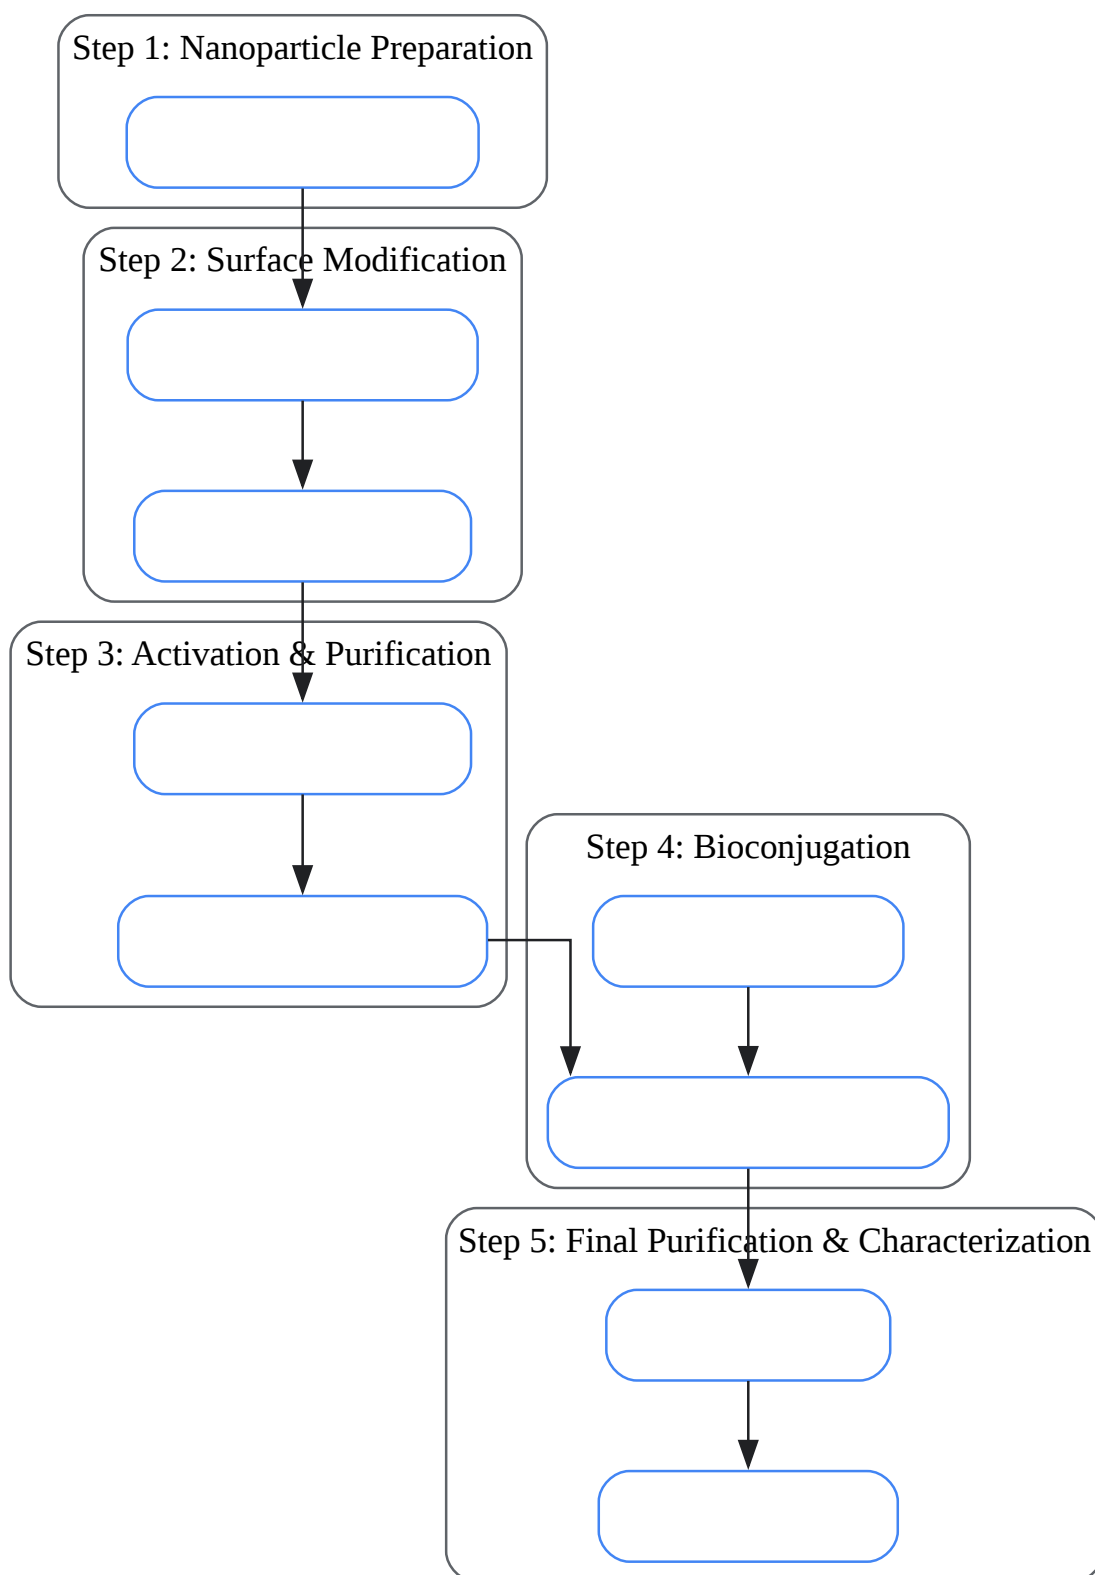 Step 1: Nanoparticle Preparation
Step 2: Surface Modification
Step 3: Activation & Purification
Step 4: Bioconjugation
Step 5: Final Purification & Characterization